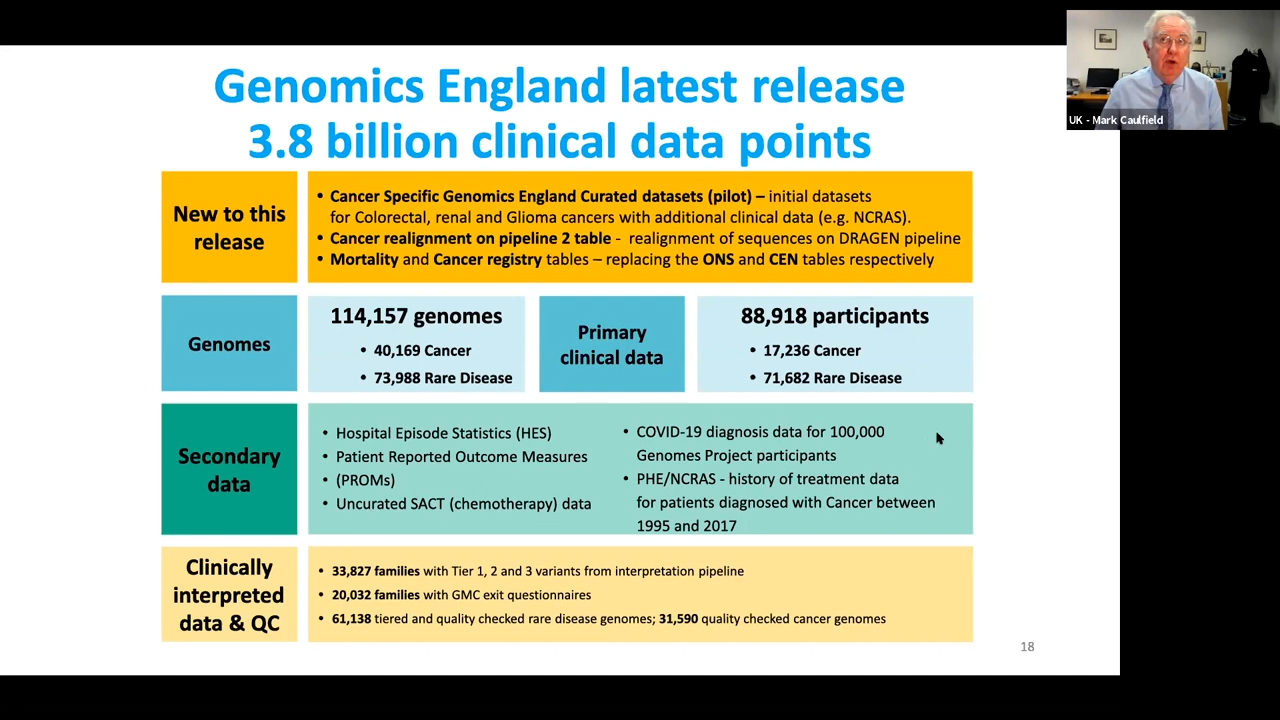 Genomics England latest release
3.8 billion clinical data points
UK - Mark Caulfield
New to this
release
• Cancer Specific Genomics England Curated datasets (pilot) – initial datasets
for Colorectal, renal and Glioma cancers with additional clinical data (e.g. NCRAS).
• Cancer realignment on pipeline 2 table - realignment of sequences on DRAGEN pipeline
• Mortality and Cancer registry tables – replacing the ONS and CEN tables respectively
Genomes
114,157 genomes
• 40,169 Cancer
• 73,988 Rare Disease
Primary
clinical data
88,918 participants
• 17,236 Cancer
• 71,682 Rare Disease
Secondary
data
• Hospital Episode Statistics (HES)
• Patient Reported Outcome Measures
• (PROMs)
• Uncurated SACT (chemotherapy) data
• COVID-19 diagnosis data for 100,000
Genomes Project participants
• PHE/NCRAS - history of treatment data
for patients diagnosed with Cancer between
1995 and 2017
Clinically
interpreted
data & QC
• 33,827 families with Tier 1, 2 and 3 variants from interpretation pipeline
• 20,032 families with GMC exit questionnaires
• 61,138 tiered and quality checked rare disease genomes; 31,590 quality checked cancer genomes
18